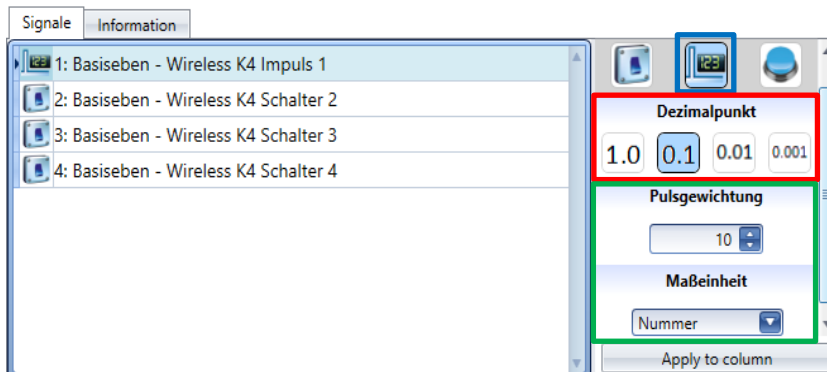 Signale
Information
1: Basiseben - Wireless K4 Impuls 1
2: Basiseben - Wireless K4 Schalter 2
3: Basiseben - Wireless K4 Schalter 3
4: Basiseben - Wireless K4 Schalter 4
123
123
Dezimalpunkt
1.0 0.1 0.01 0.001
Pulsgewichtung
10
Maßeinheit
Nummer
Apply to column